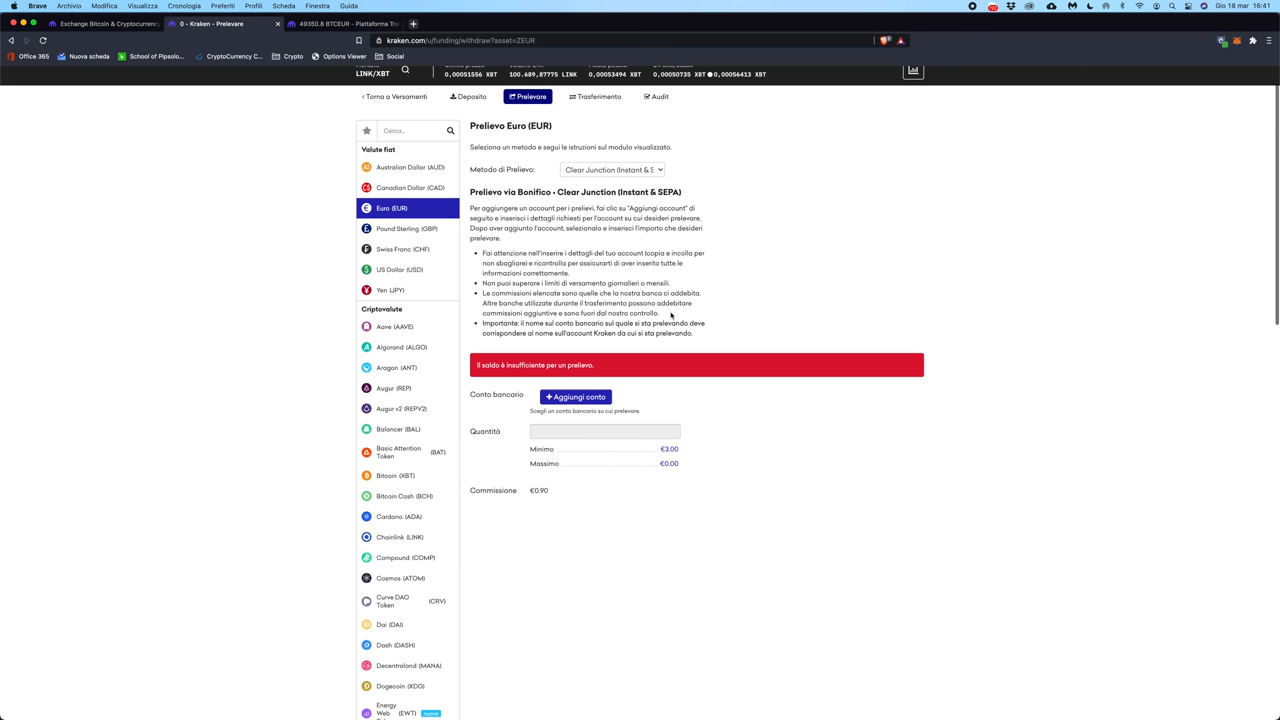 Brave Archivio Modifica Visualizza Cronologia Preferiti Profili Scheda Finestra Guida
Gio 18 mar 16:41
Exchange Bitcoin & Cryptocurrency
0 - Kraken - Prelevare
49350.8 BTCEUR - Piattaforma Tra
kraken.com/u/funding/withdraw?asset=ZEUR
Office 365 Nuova scheda School of Pipsolo... CryptoCurrency C... Crypto Options Viewer Social
LINK/XBT 0,00051556 XBT 100.689,87775 LINK 0,00053494 XBT 0,00050735 XBT 0,00056413 XBT
Torna a Versamenti Deposito Prelevare Trasferimento Audit
Cerca...
Valute fiat
Australian Dollar (AUD)
Canadian Dollar (CAD)
Euro (EUR)
Pound Sterling (GBP)
Swiss Franc (CHF)
US Dollar (USD)
Yen (JPY)
Criptovalute
Aave (AAVE)
Algorand (ALGO)
Aragon (ANT)
Augur (REP)
Augur v2 (REPV2)
Balancer (BAL)
Basic Attention
Token (BAT)
Bitcoin (XBT)
Bitcoin Cash (BCH)
Cardano (ADA)
Chainlink (LINK)
Compound (COMP)
Cosmos (ATOM)
Curve DAO
Token (CRV)
Dai (DAI)
Dash (DASH)
Decentraland (MANA)
Dogecoin (XDG)
Energy
Web (EWT)
Prelievo Euro (EUR)
Seleziona un metodo e segui le istruzioni sul modulo visualizzato.
Metodo di Prelievo: Clear Junction (Instant & S
Prelievo via Bonifico • Clear Junction (Instant & SEPA)
Per aggiungere un account per i prelievi, fai clic su "Aggiungi account" di
seguito e inserisci i dettagli richiesti per l'account su cui desideri prelevare.
Dopo aver aggiunto l'account, selezionalo e inserisci l'importo che desideri
prelevare.
• Fai attenzione nell'inserire i dettagli del tuo account (copia e incolla per
non sbagliare) e ricontrolla per assicurarti di aver inserito tutte le
informazioni correttamente.
• Non puoi superare i limiti di versamento giornalieri o mensili.
• Le commissioni elencate sono quelle che la nostra banca ci addebita.
Altre banche utilizzate durante il trasferimento possono addebitare
commissioni aggiuntive e sono fuori dal nostro controllo.
• Importante: il nome sul conto bancario sul quale si sta prelevando deve
corrispondere al nome sull'account Kraken da cui si sta prelevando.
Il saldo è insufficiente per un prelievo.
Conto bancario + Aggiungi conto
Scegli un conto bancario su cui prelevare.
Quantità
Minimo €3.00
Massimo €0.00
Commissione €0.90